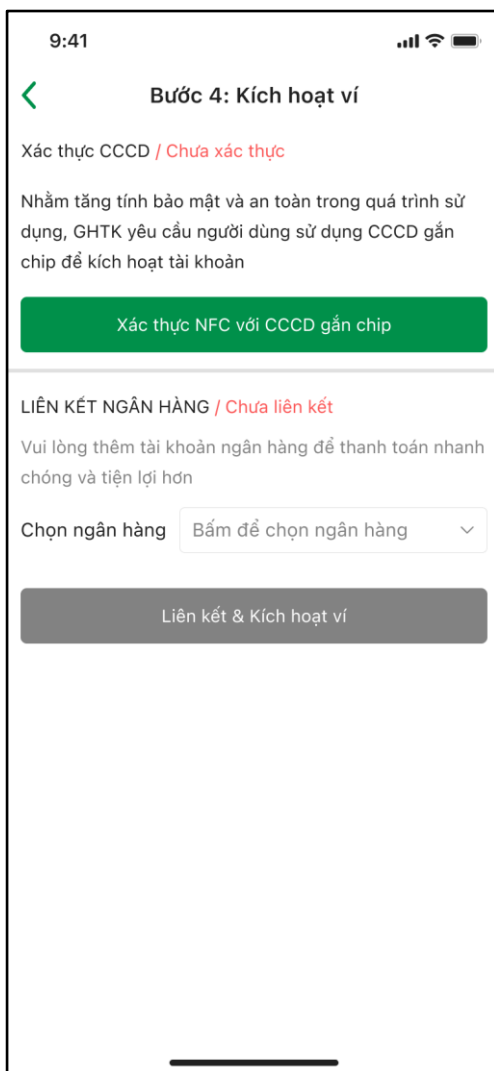 9:41
Bước 4: Kích hoạt ví
Xác thực CCCD / Chưa xác thực
Nhằm tăng tính bảo mật và an toàn trong quá trình sử
dụng, GHTK yêu cầu người dùng sử dụng CCCD gắn
chip để kích hoạt tài khoản
Xác thực NFC với CCCD gắn chip
LIÊN KẾT NGÂN HÀNG / Chưa liên kết
Vui lòng thêm tài khoản ngân hàng để thanh toán nhanh
chóng và tiện lợi hơn
Chọn ngân hàng Bấm để chọn ngân hàng
Liên kết & Kích hoạt ví